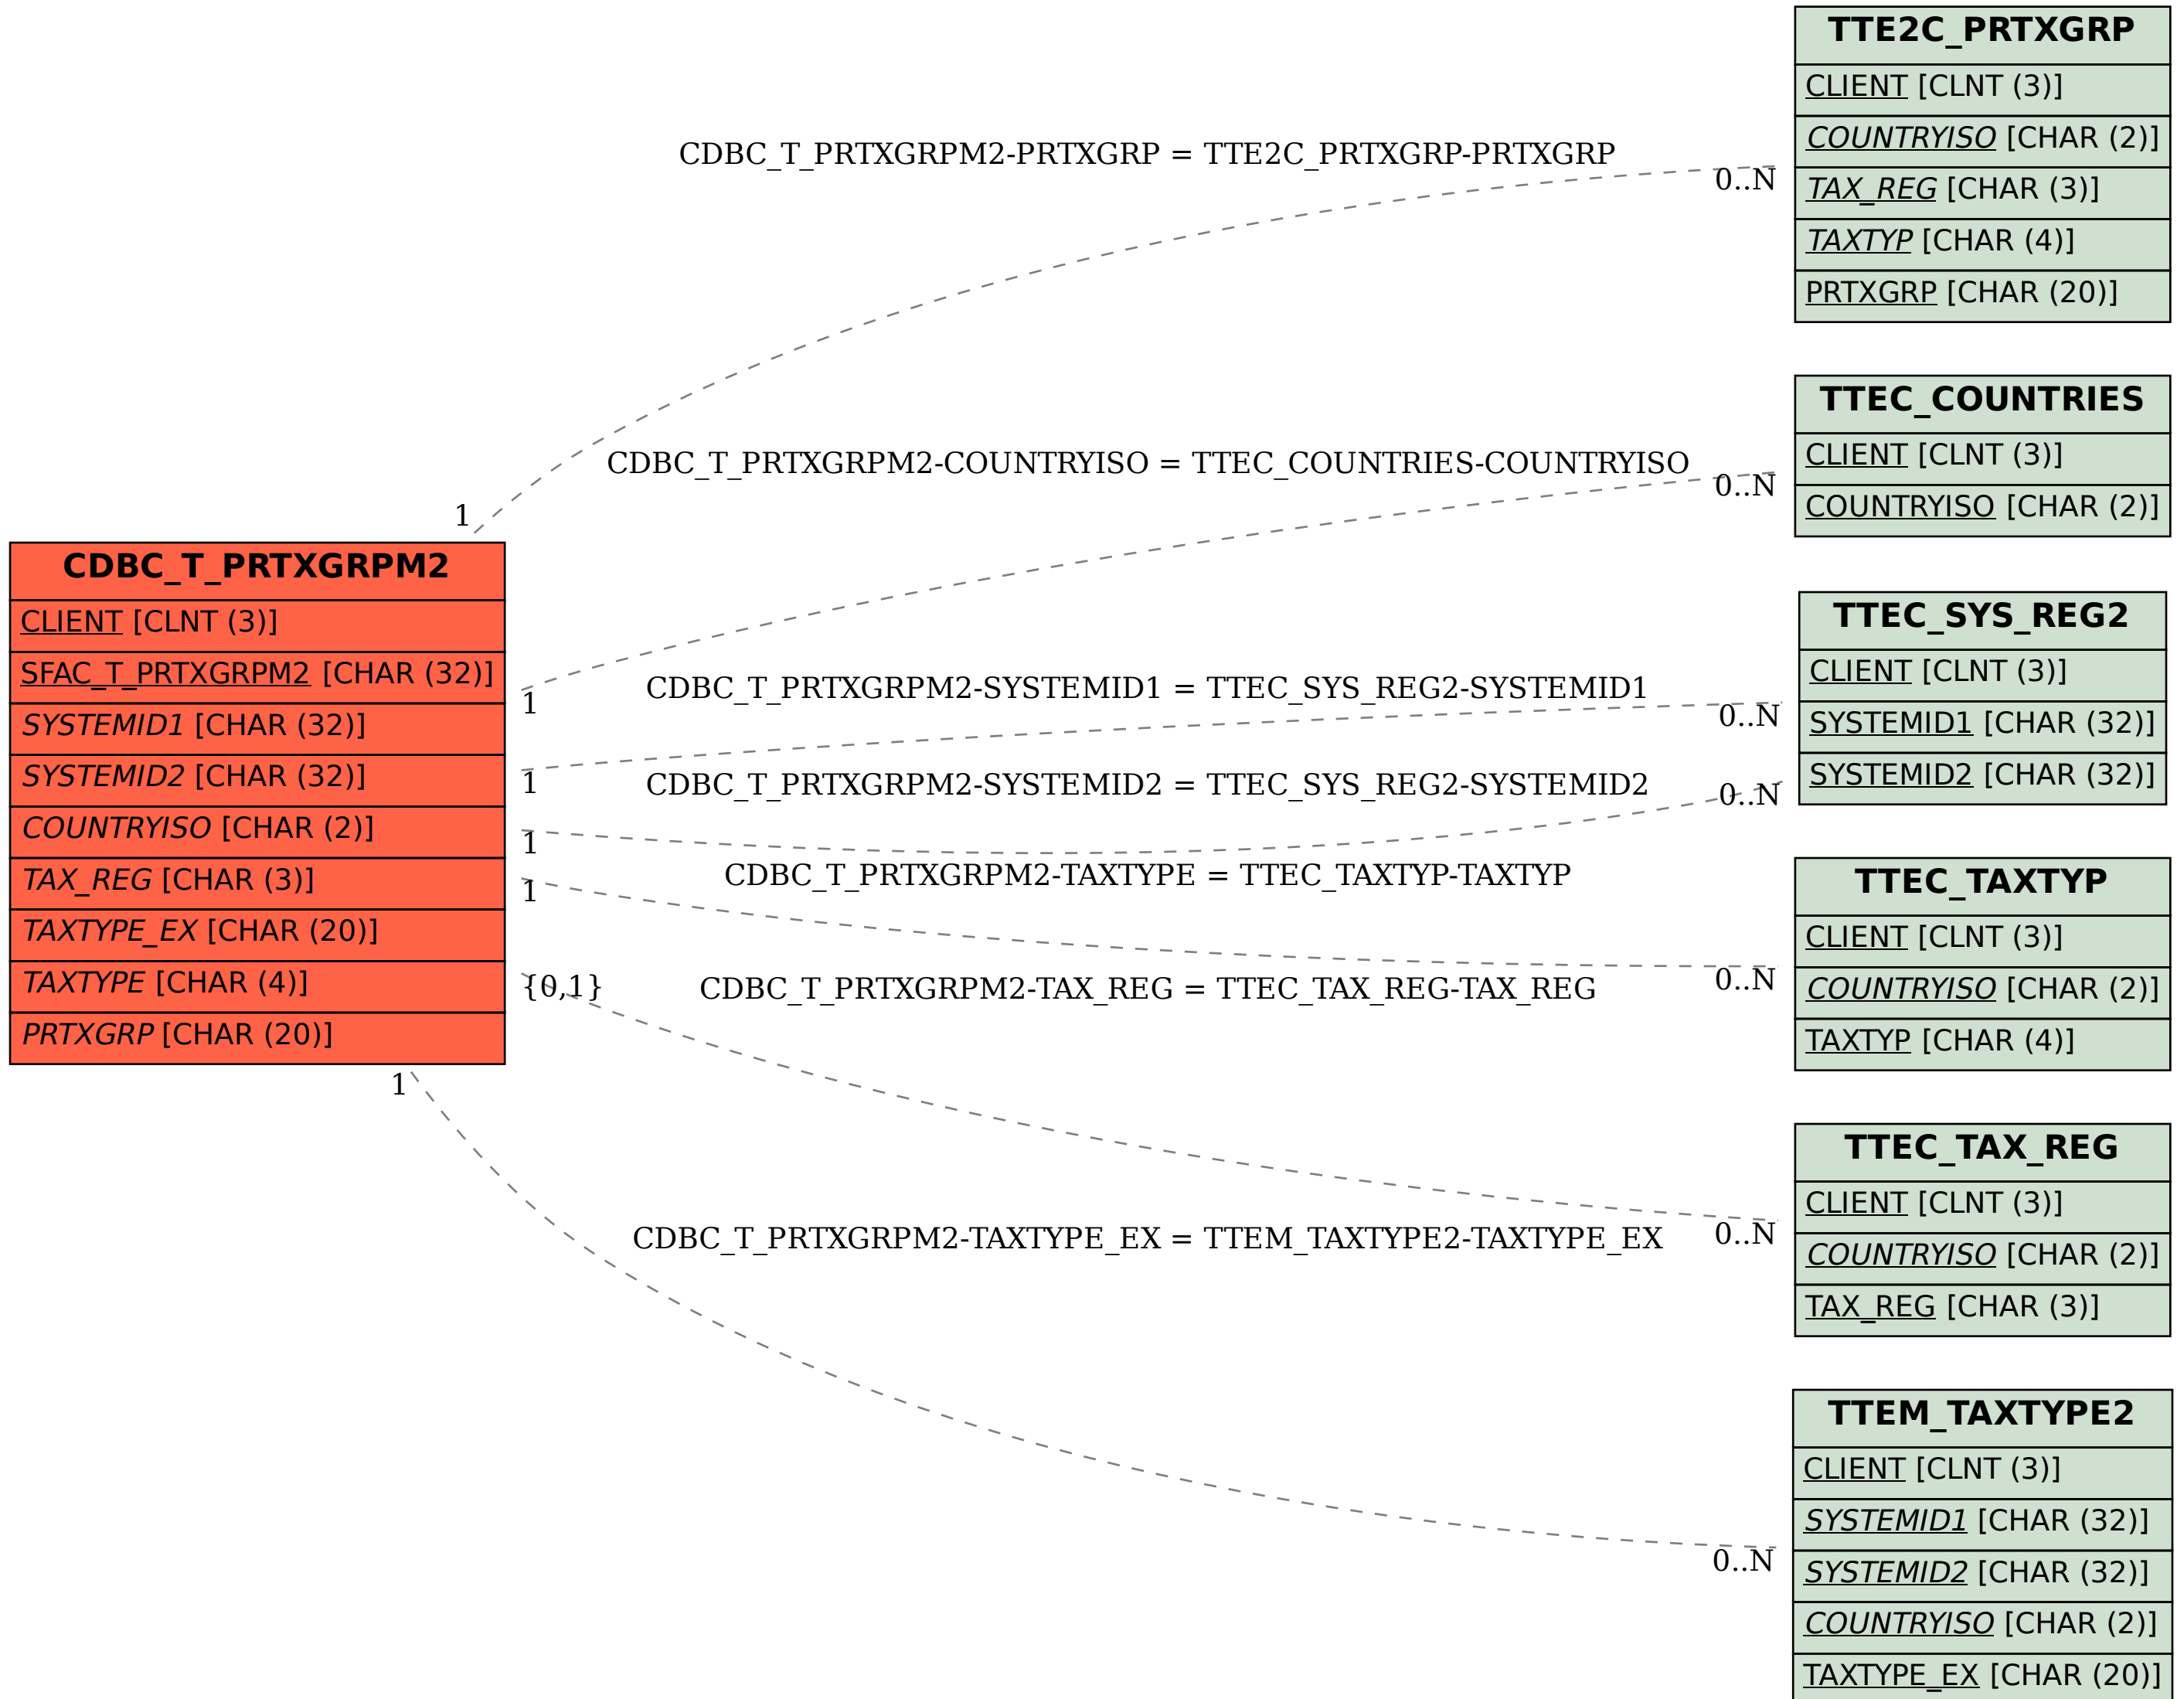 CDBC_T_PRTXGRPM2
CLIENT [CLNT (3)]
SFAC_T_PRTXGRPM2 [CHAR (32)]
SYSTEMID1 [CHAR (32)]
SYSTEMID2 [CHAR (32)]
COUNTRYISO [CHAR (2)]
TAX_REG [CHAR (3)]
TAXTYPE_EX [CHAR (20)]
TAXTYPE [CHAR (4)]
PRTXGRP [CHAR (20)]
CDBC_T_PRTXGRPM2-PRTXGRP = TTE2C_PRTXGRP-PRTXGRP
0..N
1
CDBC_T_PRTXGRPM2-COUNTRYISO = TTEC_COUNTRIES-COUNTRYISO
0..N
1
CDBC_T_PRTXGRPM2-SYSTEMID1 = TTEC_SYS_REG2-SYSTEMID1
0..N
1
CDBC_T_PRTXGRPM2-SYSTEMID2 = TTEC_SYS_REG2-SYSTEMID2
0..N
1
CDBC_T_PRTXGRPM2-TAXTYPE = TTEC_TAXTYP-TAXTYP
0..N
1
CDBC_T_PRTXGRPM2-TAX_REG = TTEC_TAX_REG-TAX_REG
0..N
{0,1}
CDBC_T_PRTXGRPM2-TAXTYPE_EX = TTEM_TAXTYPE2-TAXTYPE_EX
0..N
1
TTE2C_PRTXGRP
CLIENT [CLNT (3)]
COUNTRYISO [CHAR (2)]
TAX_REG [CHAR (3)]
TAXTYP [CHAR (4)]
PRTXGRP [CHAR (20)]
TTEC_COUNTRIES
CLIENT [CLNT (3)]
COUNTRYISO [CHAR (2)]
TTEC_SYS_REG2
CLIENT [CLNT (3)]
SYSTEMID1 [CHAR (32)]
SYSTEMID2 [CHAR (32)]
TTEC_TAXTYP
CLIENT [CLNT (3)]
COUNTRYISO [CHAR (2)]
TAXTYP [CHAR (4)]
TTEC_TAX_REG
CLIENT [CLNT (3)]
COUNTRYISO [CHAR (2)]
TAX_REG [CHAR (3)]
TTEM_TAXTYPE2
CLIENT [CLNT (3)]
SYSTEMID1 [CHAR (32)]
SYSTEMID2 [CHAR (32)]
COUNTRYISO [CHAR (2)]
TAXTYPE_EX [CHAR (20)]